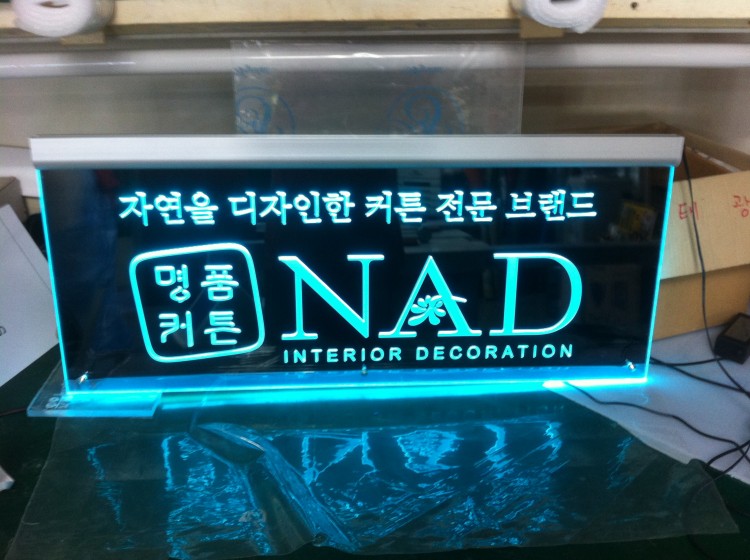 자연을 디자인한 커튼 전문 브랜드
명품
커튼
NAD
INTERIOR DECORATION
광